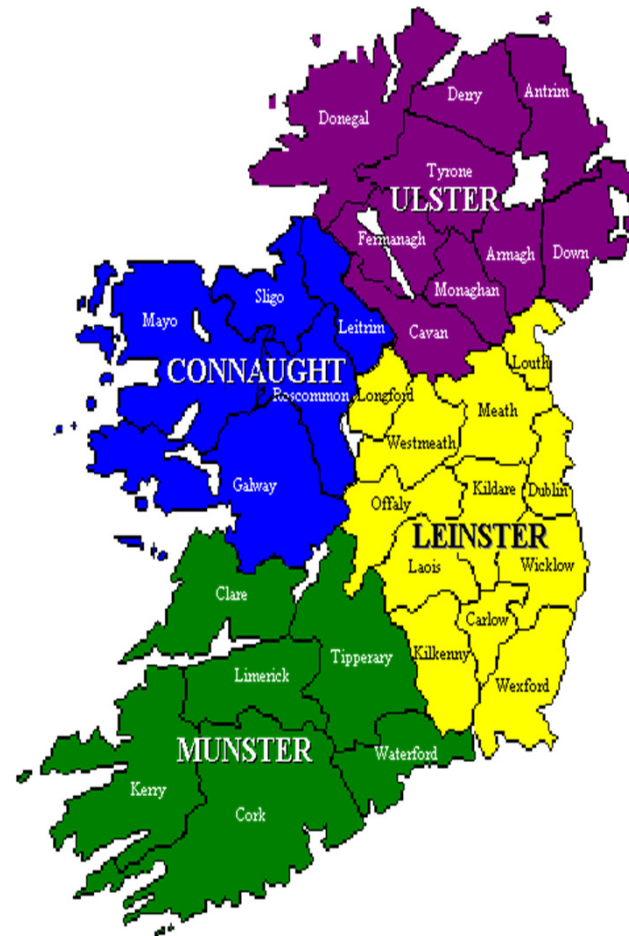 Derry
Antrim
Donegal
Tyrone
ULSTER
Fermanagh
Armagh
Down
Monaghan
Cavan
Sligo
Mayo
Leitrim
CONNAUGHT
Roscommon
Galway
Louth
Longford
Meath
Westmeath
Offaly
Kildare
Dublin
LEINSTER
Laois
Wicklow
Carlow
Kilkenny
Wexford
Clare
Tipperary
Limerick
MUNSTER
Waterford
Kerry
Cork